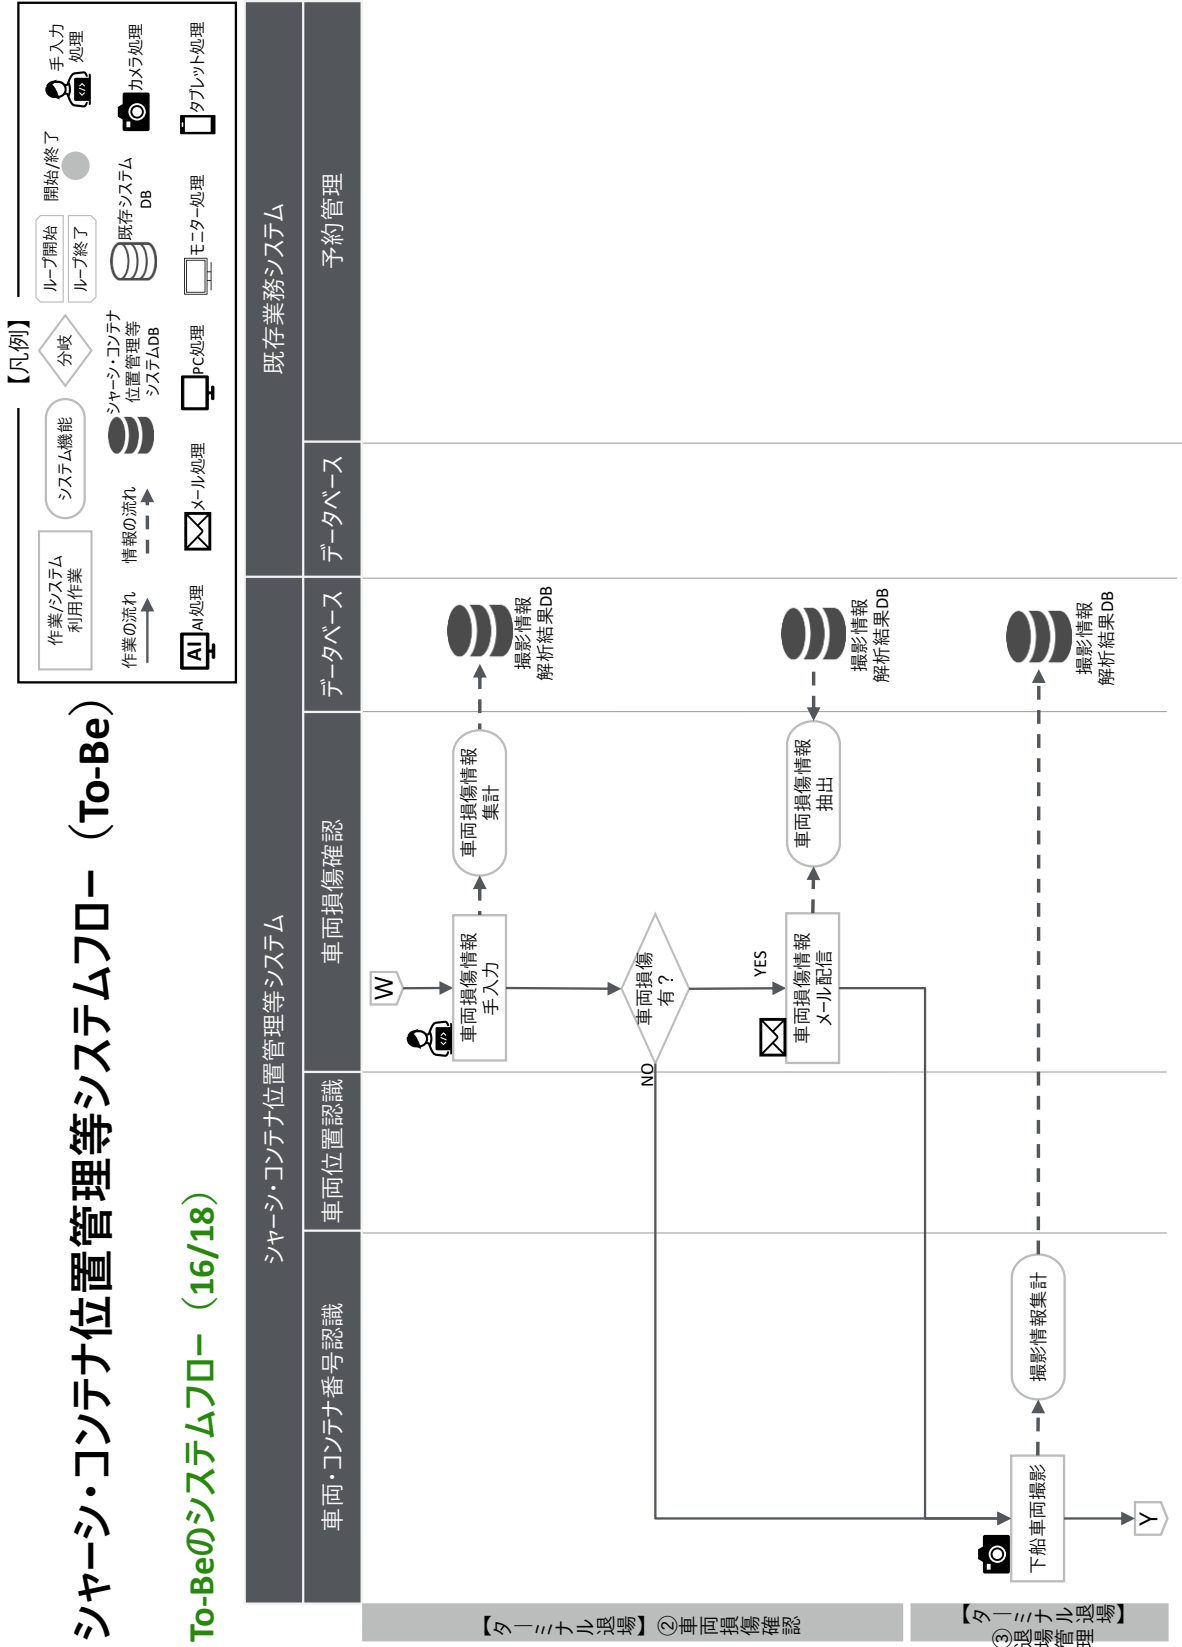 シャーシ・コンテナ位置管理等システムフロー（To-Be）
To-Beのシステムフロー（16/18）
【凡例】
作業/システム
利用作業
システム機能
分岐
ループ開始
ループ終了
開始/終了
手入力
処理
作業の流れ
情報の流れ
シャーシ・コンテナ
位置管理等
システムDB
既存システム
DB
カメラ処理
AI
AI処理
メール処理
PC処理
モニター処理
タブレット処理
シャーシ・コンテナ位置管理等システム
既存業務システム
車両・コンテナ番号認識
車両位置認識
車両損傷確認
データベース
データベース
予約管理
【ターミナル退場】②車両損傷確認
W
車両損傷情報
手入力
車両損傷情報
集計
撮影情報
解析結果DB
車両損傷
有？
NO
YES
車両損傷情報
メール配信
車両損傷情報
抽出
撮影情報
解析結果DB
【ターミナル退場】
③退場管理
下船車両撮影
撮影情報集計
撮影情報
解析結果DB
Y